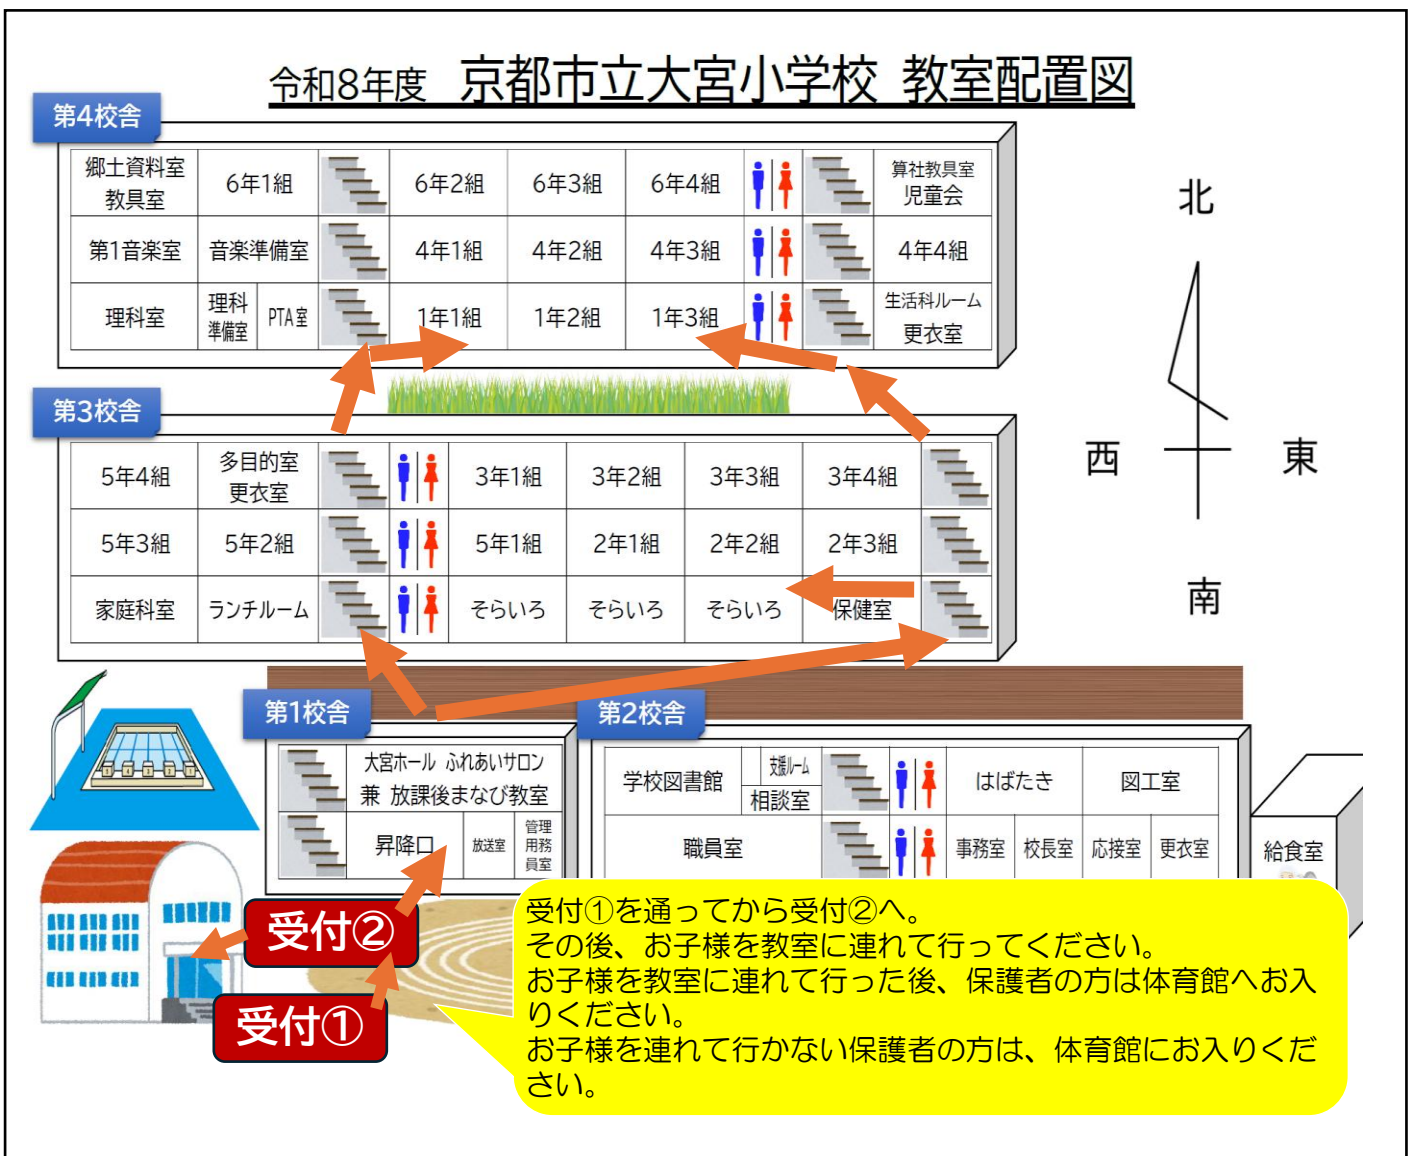 令和8年度 京都市立大宮小学校 教室配置図
第4校舎
郷土資料室
教具室
6年1組
6年2組
6年3組
6年4組
算社教具室
児童会
第1音楽室
音楽準備室
4年1組
4年2組
4年3組
4年4組
理科室
理科
準備室
PTA室
1年1組
1年2組
1年3組
生活科ルーム
更衣室
北
西
東
南
第3校舎
5年4組
多目的室
更衣室
3年1組
3年2組
3年3組
3年4組
5年3組
5年2組
5年1組
2年1組
2年2組
2年3組
家庭科室
ランチルーム
そらいろ
そらいろ
そらいろ
保健室
第1校舎
大宮ホール ふれあいサロン
兼 放課後まなび教室
昇降口
放送室
管理
用務
員室
第2校舎
学校図書館
支援ルーム
相談室
はばたき
図工室
職員室
事務室
校長室
応接室
更衣室
給食室
受付②
受付①
受付①を通ってから受付②へ。
その後、お子様を教室に連れて行ってください。
お子様を教室に連れて行った後、保護者の方は体育館へお入
りください。
お子様を連れて行かない保護者の方は、体育館にお入りくだ
さい。